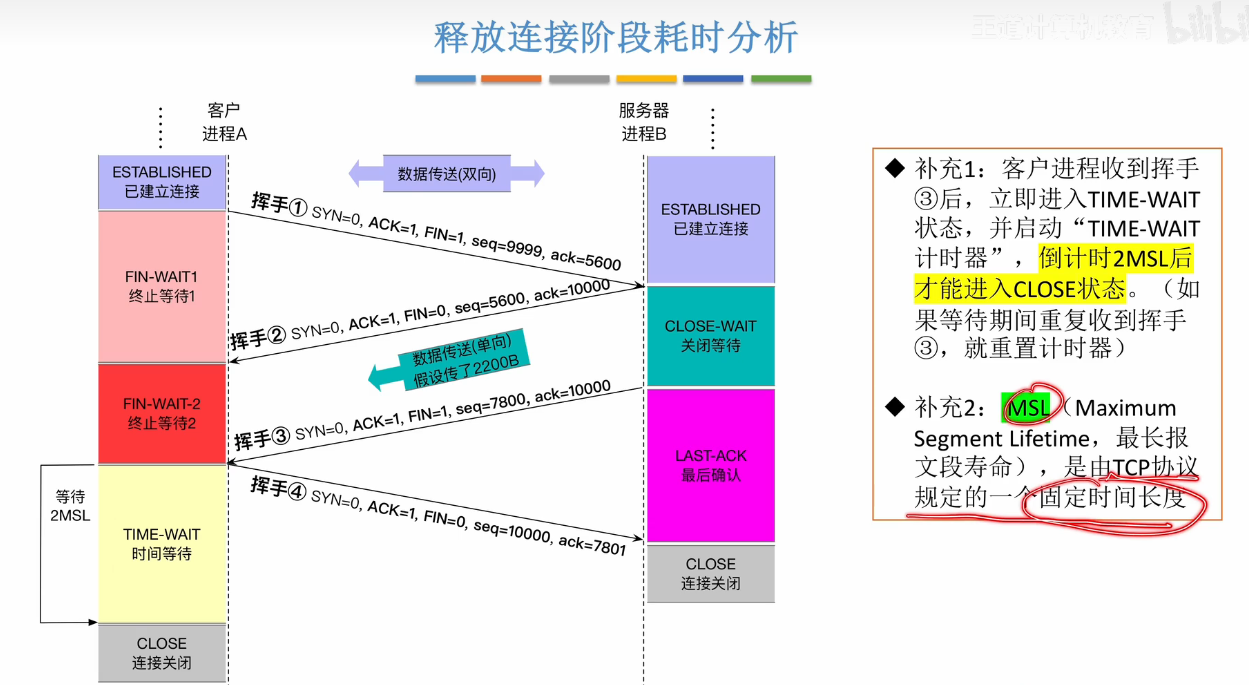 释放连接阶段耗时分析
王道计算机教育 bilibili
客户
进程A
服务器
进程B
ESTABLISHED
已建立连接
数据传送(双向)
挥手① SYN=0, ACK=1, FIN=1, seq=9999, ack=5600
ESTABLISHED
已建立连接
FIN-WAIT1
终止等待1
挥手② SYN=0, ACK=1, FIN=0, seq=5600, ack=10000
CLOSE-WAIT
关闭等待
数据传送(单向)
假设传了2200B
FIN-WAIT-2
终止等待2
挥手③ SYN=0, ACK=1, FIN=1, seq=7800, ack=10000
LAST-ACK
最后确认
等待
2MSL
挥手④ SYN=0, ACK=1, FIN=0, seq=10000, ack=7801
TIME-WAIT
时间等待
CLOSE
连接关闭
CLOSE
连接关闭
◆ 补充1：客户进程收到挥手
③后，立即进入TIME-WAIT
状态，并启动“TIME-WAIT
计时器”，倒计时2MSL后
才能进入CLOSE状态。（如
果等待期间重复收到挥手
③，就重置计时器）
◆ 补充2：MSL（Maximum
Segment Lifetime，最长报
文段寿命），是由TCP协议
规定的一个固定时间长度